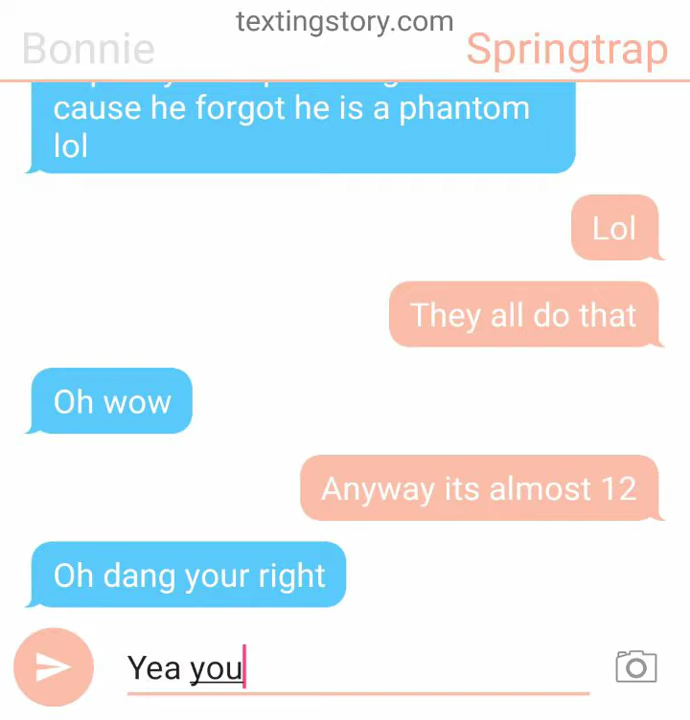 textingstory.com
Bonnie
Springtrap
cause he forgot he is a phantom
lol
Lol
They all do that
Oh wow
Anyway its almost 12
Oh dang your right
Yea you